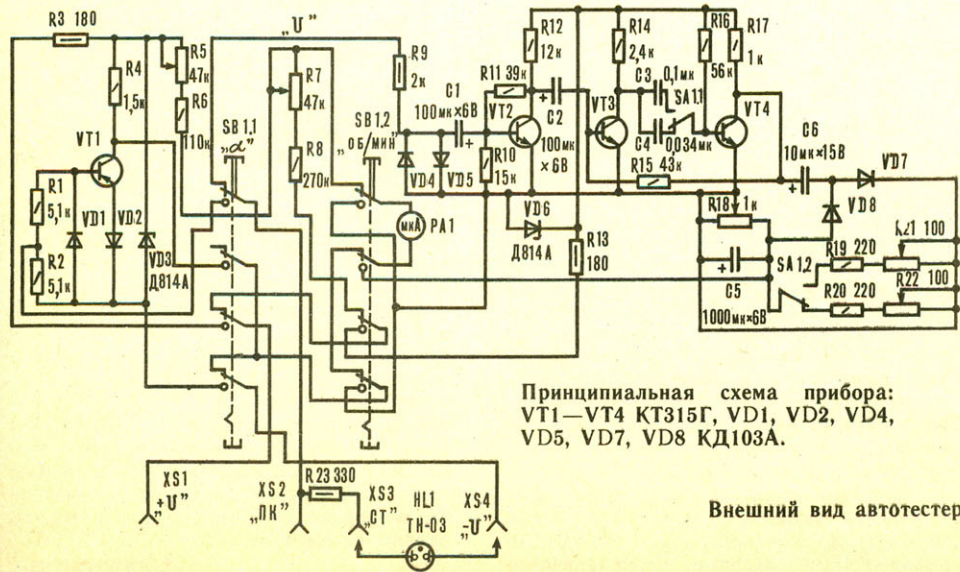 R3 180
R4
1,5к
R5
47к
R6
110к
VT1
R1
5,1к
R2
5,1к
VD1
VD2
VD3
Д814А
SB 1,1
„α"
„U"
R7
47к
R8
270к
SB 1,2
„об/мин"
мкА
PA1
R9
2к
C1
100мк×6В
VD4
VD5
R10
15к
R11 39к
VT2
R12
12к
C2
100мк
×6В
VD6
Д814А
R13
180
VT3
R14
2,4к
C3
0,1мк
SA 1,1
C4
0,034мк
R15 43к
R16
56к
R17
1к
VT4
C6
10мк×15В
VD7
VD8
R18
1к
C5
1000мк×6В
SA 1,2
R19 220
R20 220
R21 100
R22
100
XS1
„+U"
XS2
„ПК"
R23 330
XS3
„СТ"
HL1
ТН-03
XS4
„-U"
Принципиальная схема прибора:
VT1—VT4 КТ315Г, VD1, VD2, VD4,
VD5, VD7, VD8 КД103А.
Внешний вид автотестер